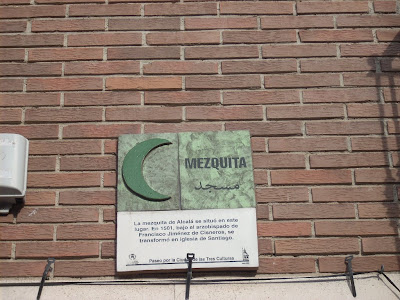 MEZQUITA
مسجد
La mezquita de Alcalá se situó en este
lugar. En 1501, bajo el arzobispado de
Francisco Jiménez de Cisneros, se
transformó en iglesia de Santiago.
Paseo por la Ciudad de las Tres Culturas